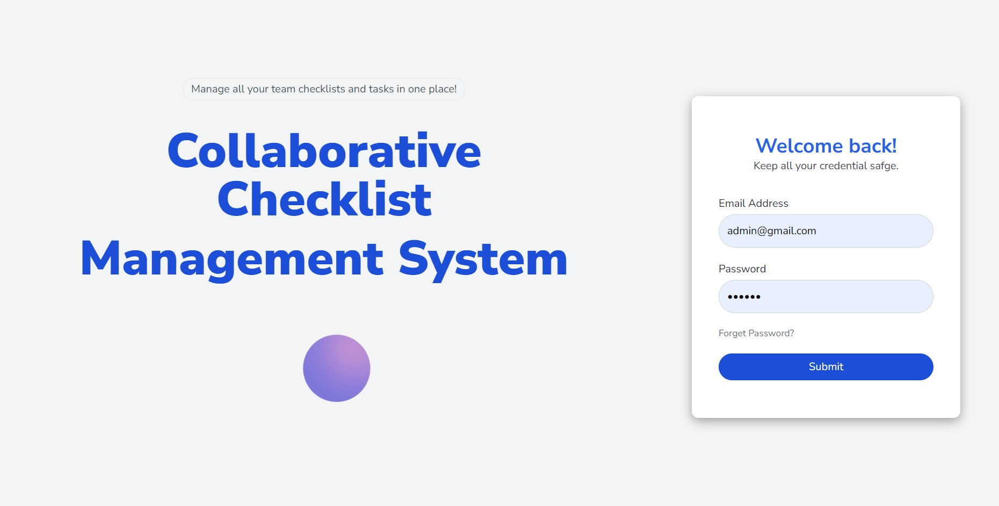 Manage all your team checklists and tasks in one place!
Collaborative
Checklist
Management System
Welcome back!
Keep all your credential safge.
Email Address
admin@gmail.com
Password
••••••
Forget Password?
Submit